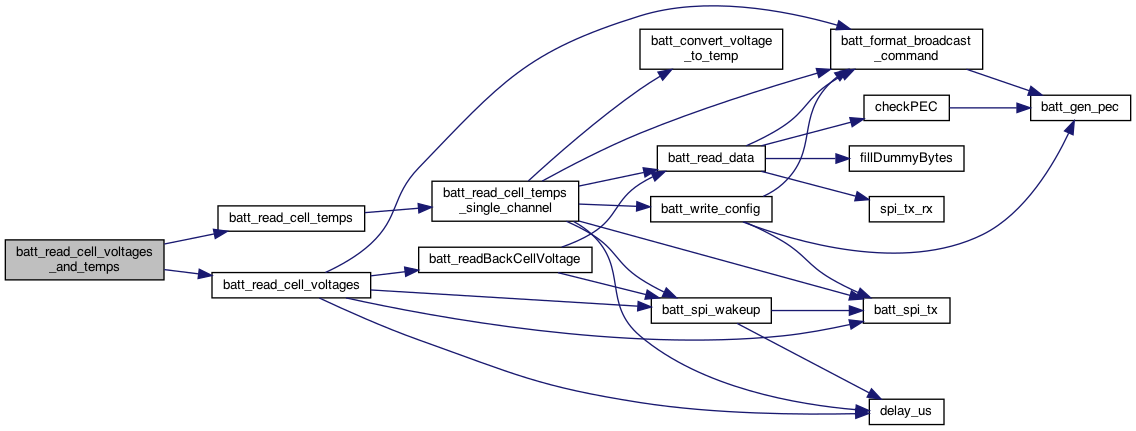 batt_read_cell_voltages
_and_temps
batt_read_cell_temps
batt_read_cell_voltages
batt_read_cell_temps
_single_channel
batt_readBackCellVoltage
batt_convert_voltage
_to_temp
batt_read_data
batt_write_config
batt_spi_wakeup
batt_format_broadcast
_command
checkPEC
fillDummyBytes
spi_tx_rx
batt_spi_tx
delay_us
batt_gen_pec